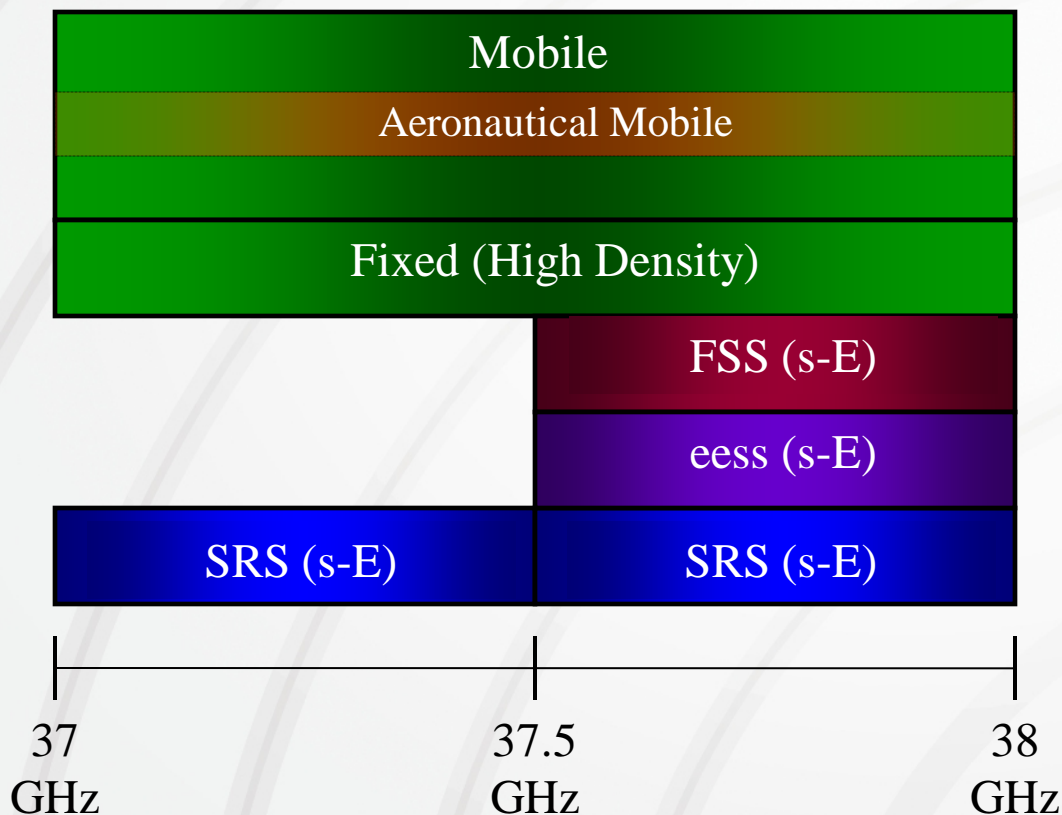 Mobile
Aeronautical Mobile
Fixed (High Density)
FSS (s-E)
eess (s-E)
SRS (s-E) SRS (s-E)
37 37.5 38
GHz GHz GHz